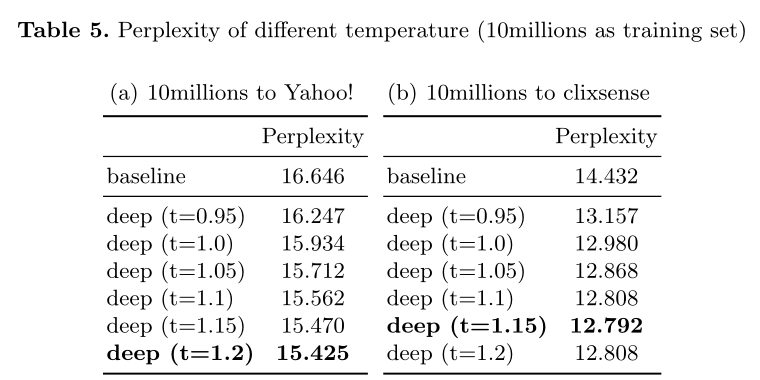 Table 5. Perplexity of different temperature (10millions as training set)
(a) 10millions to Yahoo!
Perplexity
baseline 16.646
deep (t=0.95) 16.247
deep (t=1.0) 15.934
deep (t=1.05) 15.712
deep (t=1.1) 15.562
deep (t=1.15) 15.470
deep (t=1.2) 15.425
(b) 10millions to clixsense
Perplexity
baseline 14.432
deep (t=0.95) 13.157
deep (t=1.0) 12.980
deep (t=1.05) 12.868
deep (t=1.1) 12.808
deep (t=1.15) 12.792
deep (t=1.2) 12.808